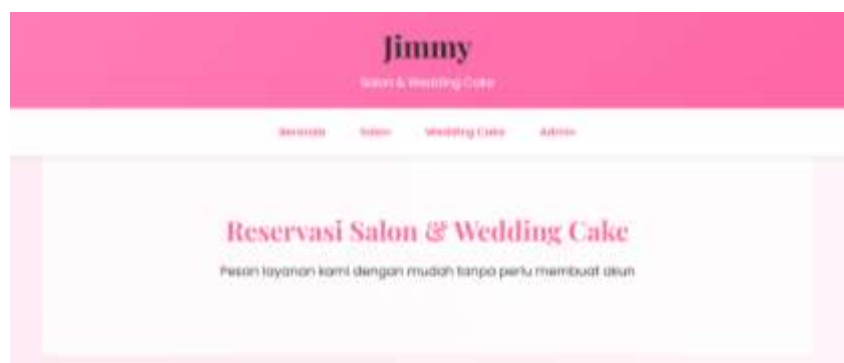 Jimmy
Salon & Wedding Cake
Beranda Salon Wedding Cake Admin
Reservasi Salon & Wedding Cake
Pesan layanan kami dengan mudah tanpa perlu membuat akun